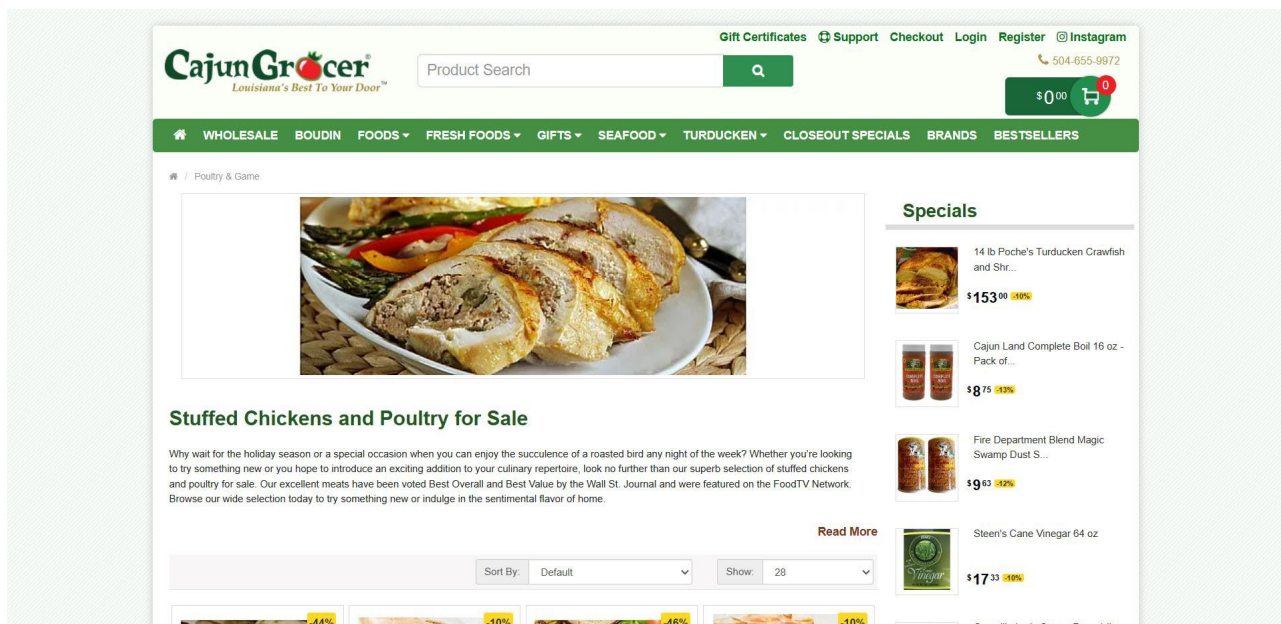 Gift Certificates Support Checkout Login Register Instagram
CajunGrocer®
Louisiana's Best To Your Door™
Product Search
504-655-9972
$0 00
0
WHOLESALE BOUDIN FOODS FRESH FOODS GIFTS SEAFOOD TURDUCKEN CLOSEOUT SPECIALS BRANDS BESTSELLERS
/ Poultry & Game
Stuffed Chickens and Poultry for Sale
Why wait for the holiday season or a special occasion when you can enjoy the succulence of a roasted bird any night of the week? Whether you're looking
to try something new or you hope to introduce an exciting addition to your culinary repertoire, look no further than our superb selection of stuffed chickens
and poultry for sale. Our excellent meats have been voted Best Overall and Best Value by the Wall St. Journal and were featured on the FoodTV Network.
Browse our wide selection today to try something new or indulge in the sentimental flavor of home.
Read More
Sort By: Default Show: 28
-44% -10% -46% -10%
Specials
14 lb Poche's Turducken Crawfish
and Shr...
$153 00 -10%
Cajun Land Complete Boil 16 oz -
Pack of...
$8 75 -13%
COMPLETE BOIL COMPLETE BOIL
Fire Department Blend Magic
Swamp Dust S...
$9 63 -12%
Steen's Cane Vinegar 64 oz
Vinegar
$17 33 -10%